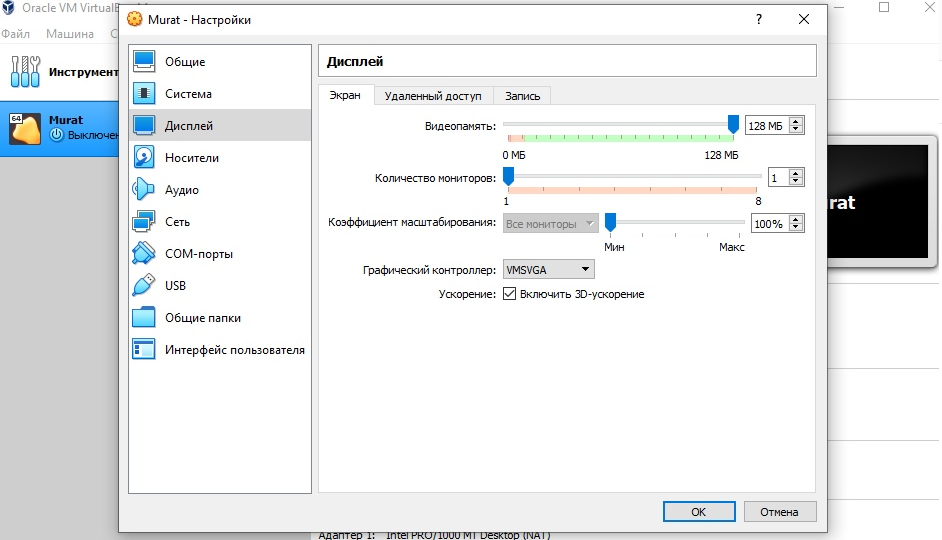 Oracle VM VirtualB
Murat - Настройки
?
Файл Машина
Инструмент
64
Murat
Выключен
Общие
Система
Дисплей
Носители
Аудио
Сеть
COM-порты
USB
Общие папки
Интерфейс пользователя
Дисплей
Экран Удаленный доступ Запись
Видеопамять: 128 МБ
0 МБ 128 МБ
Количество мониторов: 1
1 8
Коэффициент масштабирования: Все мониторы 100%
Мин Макс
Графический контроллер: VMSVGA
Ускорение: Включить 3D-ускорение
OK Отмена
rat
Адаптер 1: Intel PRO/1000 MT Desktop (NAT)